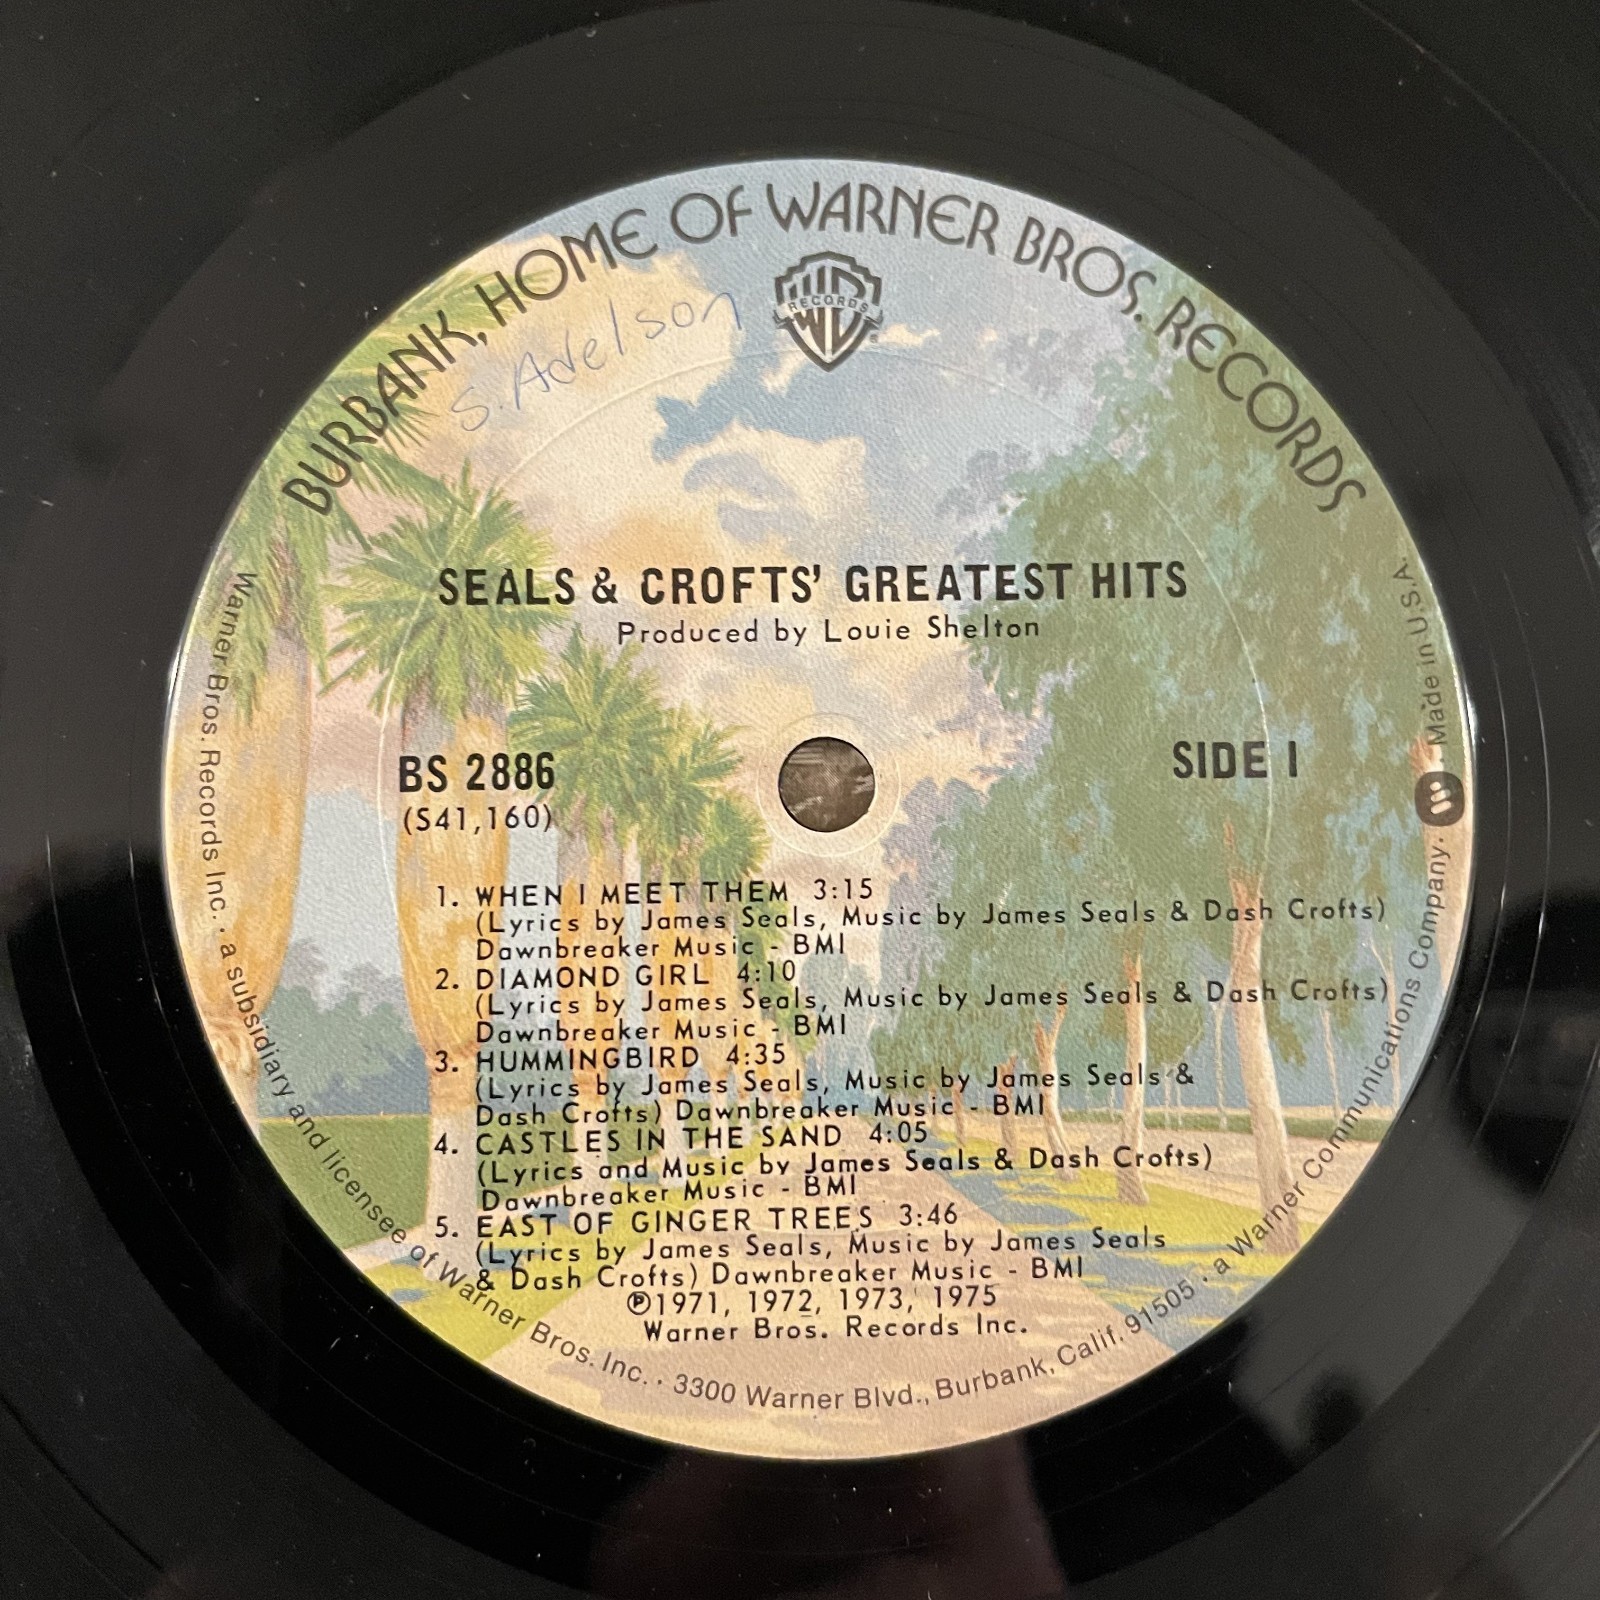 BURBANK, HOME OF WARNER BROS. RECORDS
S. Adelson
WB RECORDS ®
SEALS & CROFTS' GREATEST HITS
Produced by Louie Shelton
BS 2886
(S41,160)
SIDE 1
1. WHEN I MEET THEM 3:15
(Lyrics by James Seals, Music by James Seals & Dash Crofts)
Dawnbreaker Music - BMI
2. DIAMOND GIRL 4:10
(Lyrics by James Seals, Music by James Seals & Dash Crofts)
Dawnbreaker Music - BMI
3. HUMMINGBIRD 4:35
(Lyrics by James Seals, Music by James Seals &
Dash Crofts) Dawnbreaker Music - BMI
4. CASTLES IN THE SAND 4:05
(Lyrics and Music by James Seals & Dash Crofts)
Dawnbreaker Music - BMI
5. EAST OF GINGER TREES 3:46
(Lyrics by James Seals, Music by James Seals
& Dash Crofts) Dawnbreaker Music - BMI
℗1971, 1972, 1973, 1975
Warner Bros. Records Inc.
Warner Bros. Records Inc. · a subsidiary and licensee of Warner Bros. Inc. · 3300 Warner Blvd., Burbank, Calif. 91505 · a Warner Communications Company. · Made in U.S.A.